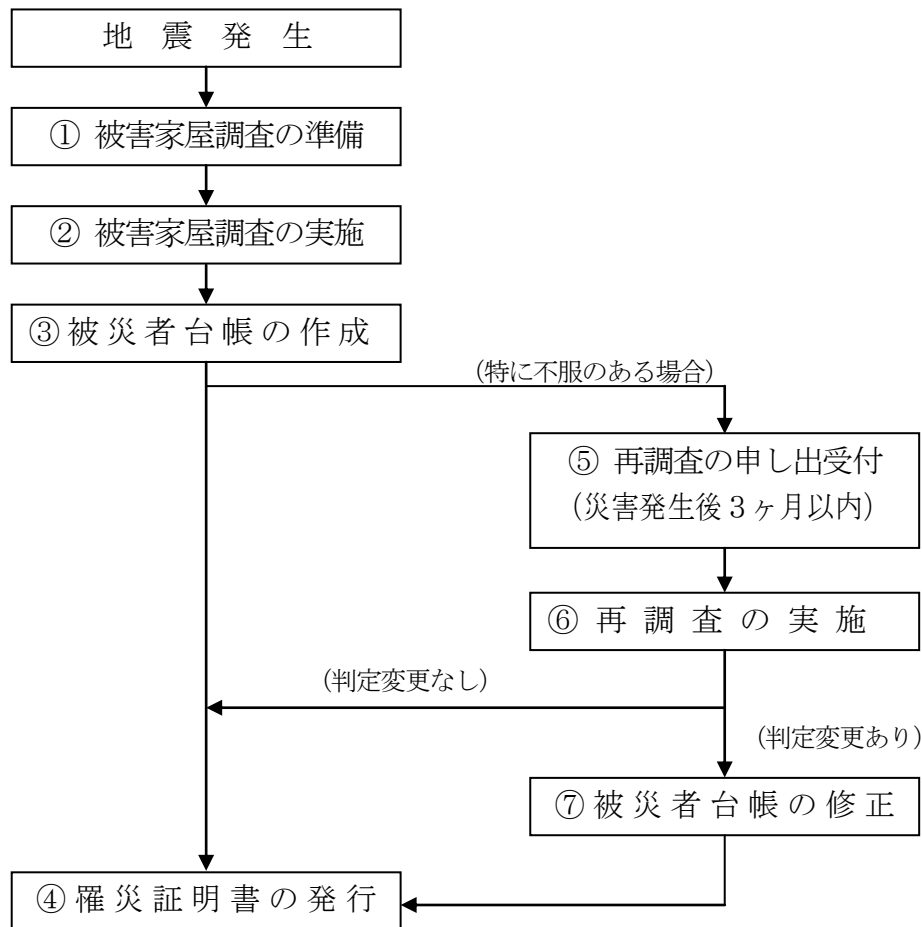 地震発生
① 被害家屋調査の準備
② 被害家屋調査の実施
③被災者台帳の作成
(特に不服のある場合)
⑤ 再調査の申し出受付
(災害発生後３ヶ月以内)
⑥再調査の実施
(判定変更なし)
(判定変更あり)
⑦被災者台帳の修正
④罹災証明書の発行